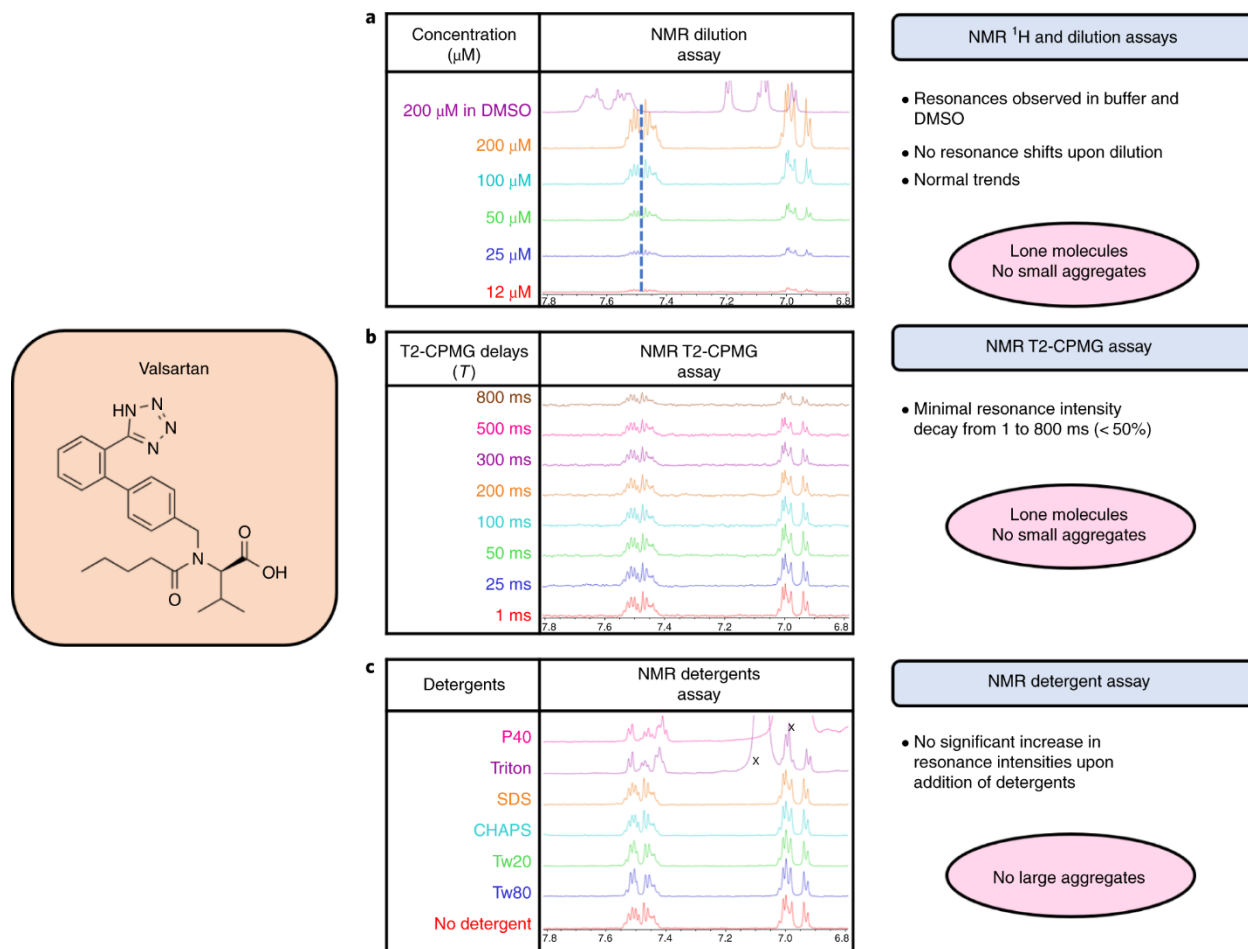 a
Concentration
(µM)
NMR dilution
assay
200 µM in DMSO
200 µM
100 µM
50 µM
25 µM
12 µM
7.8 7.6 7.4 7.2 7.0 6.8
NMR ¹H and dilution assays
• Resonances observed in buffer and
DMSO
• No resonance shifts upon dilution
• Normal trends
Lone molecules
No small aggregates
Valsartan
HN
N
N
N
N
O
OH
O
b
T2-CPMG delays
(T)
NMR T2-CPMG
assay
800 ms
500 ms
300 ms
200 ms
100 ms
50 ms
25 ms
1 ms
7.8 7.6 7.4 7.2 7.0 6.8
NMR T2-CPMG assay
• Minimal resonance intensity
decay from 1 to 800 ms (< 50%)
Lone molecules
No small aggregates
c
Detergents
NMR detergents
assay
P40
Triton
SDS
CHAPS
Tw20
Tw80
No detergent
x
x
7.8 7.6 7.4 7.2 7.0 6.8
NMR detergent assay
• No significant increase in
resonance intensities upon
addition of detergents
No large aggregates